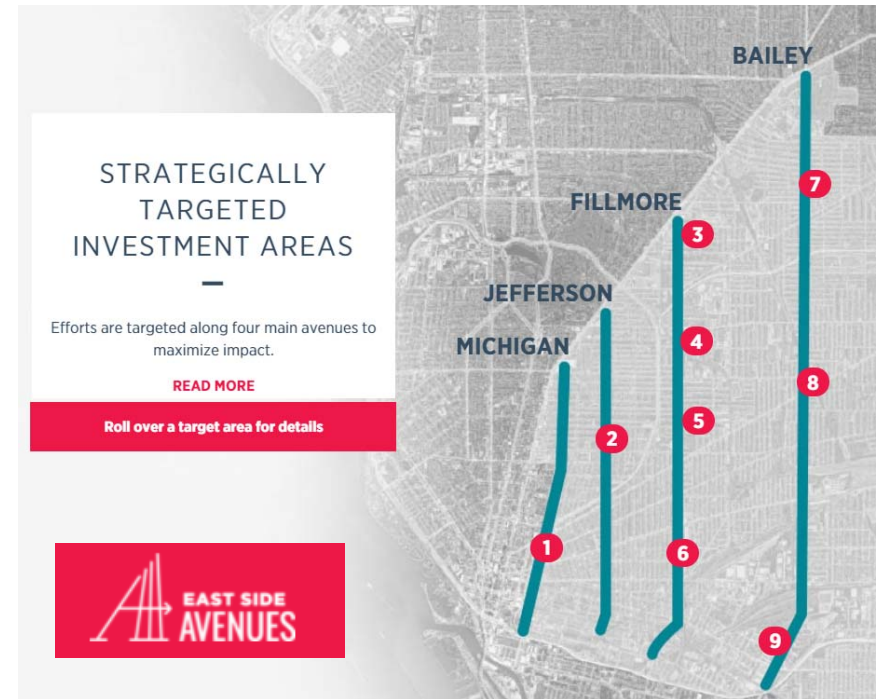 STRATEGICALLY
TARGETED
INVESTMENT AREAS
Efforts are targeted along four main avenues to
maximize impact.
READ MORE
Roll over a target area for details
EAST SIDE
AVENUES
BAILEY
FILLMORE
JEFFERSON
MICHIGAN
7
3
4
8
5
2
1
6
9